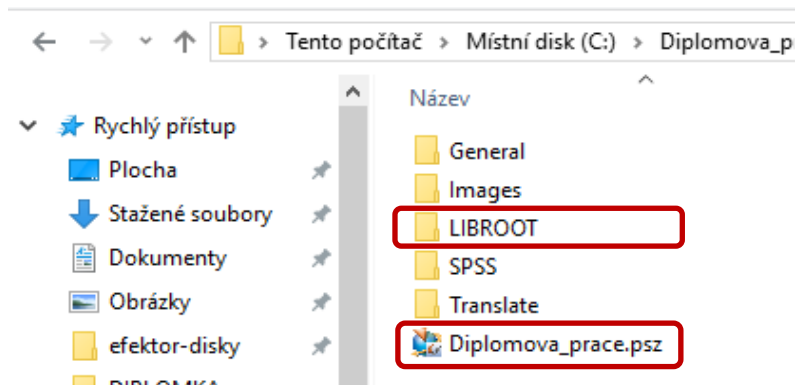 Tento počítač > Místní disk (C:) > Diplomova_p
Název
Rychlý přístup
Plocha
Stažené soubory
Dokumenty
Obrázky
efektor-disky
DIPLOMKA
General
Images
LIBROOT
SPSS
Translate
Diplomova_prace.psz